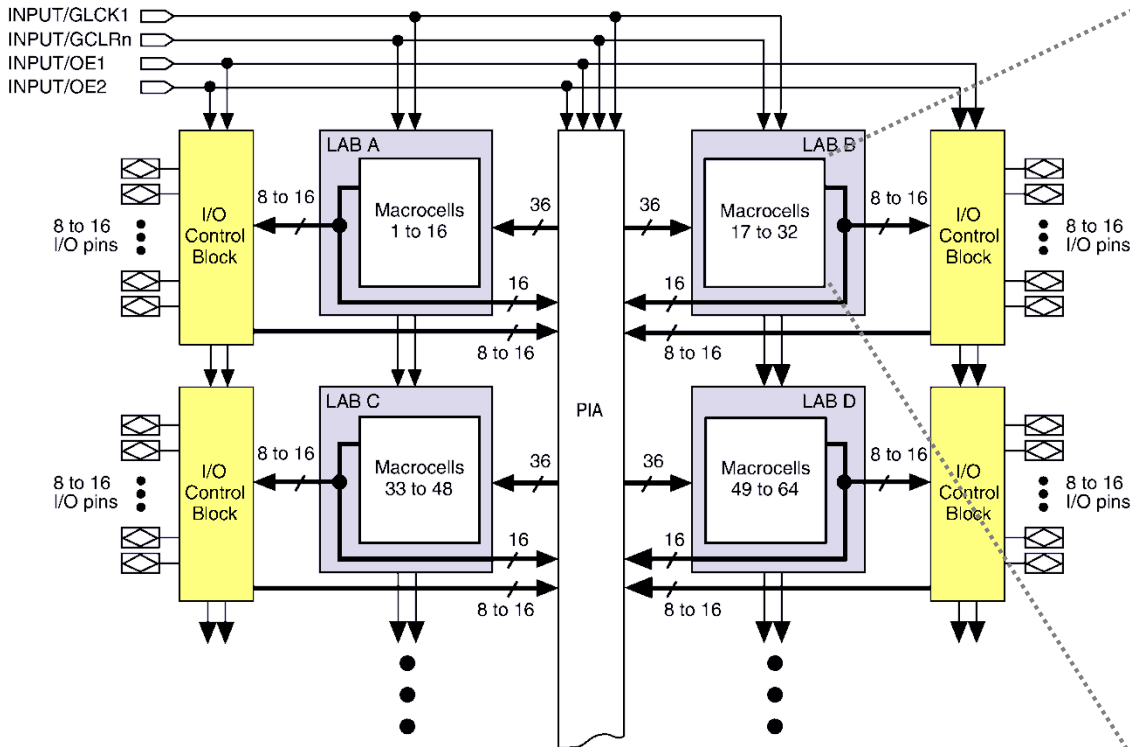 INPUT/GLCK1
INPUT/GCLRn
INPUT/OE1
INPUT/OE2
LAB A
LAB B
8 to 16
I/O pins
I/O
Control
Block
8 to 16
Macrocells
1 to 16
36
36
Macrocells
17 to 32
8 to 16
I/O
Control
Block
8 to 16
I/O pins
16
16
8 to 16
8 to 16
LAB C
PIA
LAB D
8 to 16
I/O pins
I/O
Control
Block
8 to 16
Macrocells
33 to 48
36
36
Macrocells
49 to 64
8 to 16
I/O
Control
Block
8 to 16
I/O pins
16
16
8 to 16
8 to 16